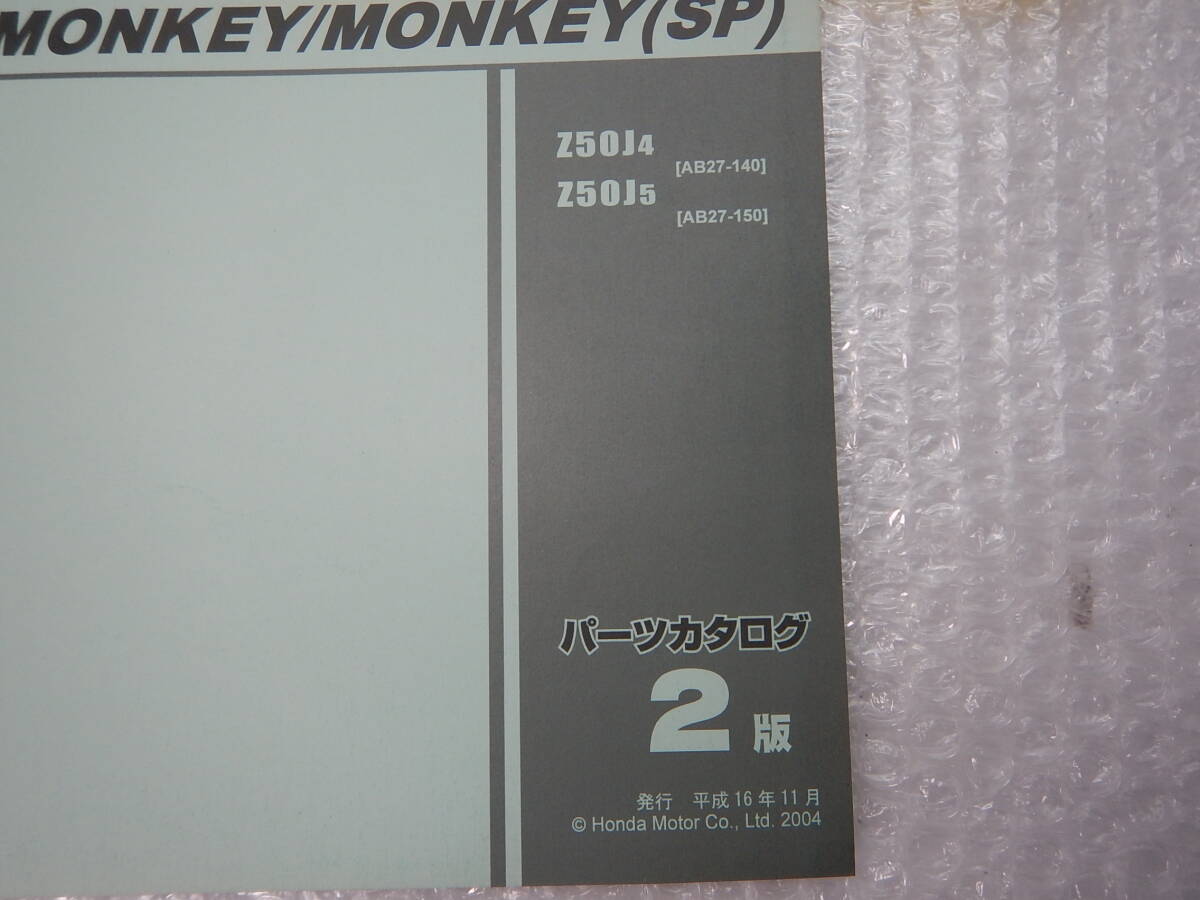 MONKEY/MONKEY(SP)
Z50J4
[AB27-140]
Z50J5
[AB27-150]
パーツカタログ
2版
発行 平成16年11月
© Honda Motor Co., Ltd. 2004